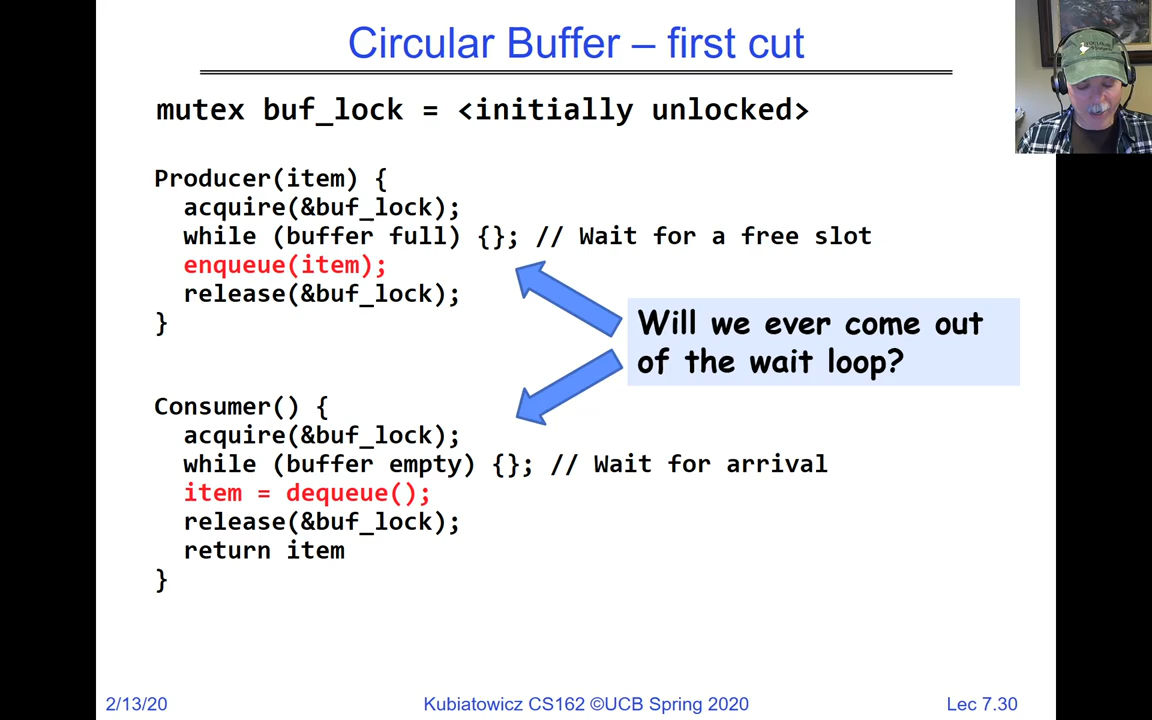 Circular Buffer – first cut
mutex buf_lock = <initially unlocked>
Producer(item) {
acquire(&buf_lock);
while (buffer full) {}; // Wait for a free slot
enqueue(item);
release(&buf_lock);
}
Will we ever come out
of the wait loop?
Consumer() {
acquire(&buf_lock);
while (buffer empty) {}; // Wait for arrival
item = dequeue();
release(&buf_lock);
return item
}
2/13/20
Kubiatowicz CS162 ©UCB Spring 2020
Lec 7.30